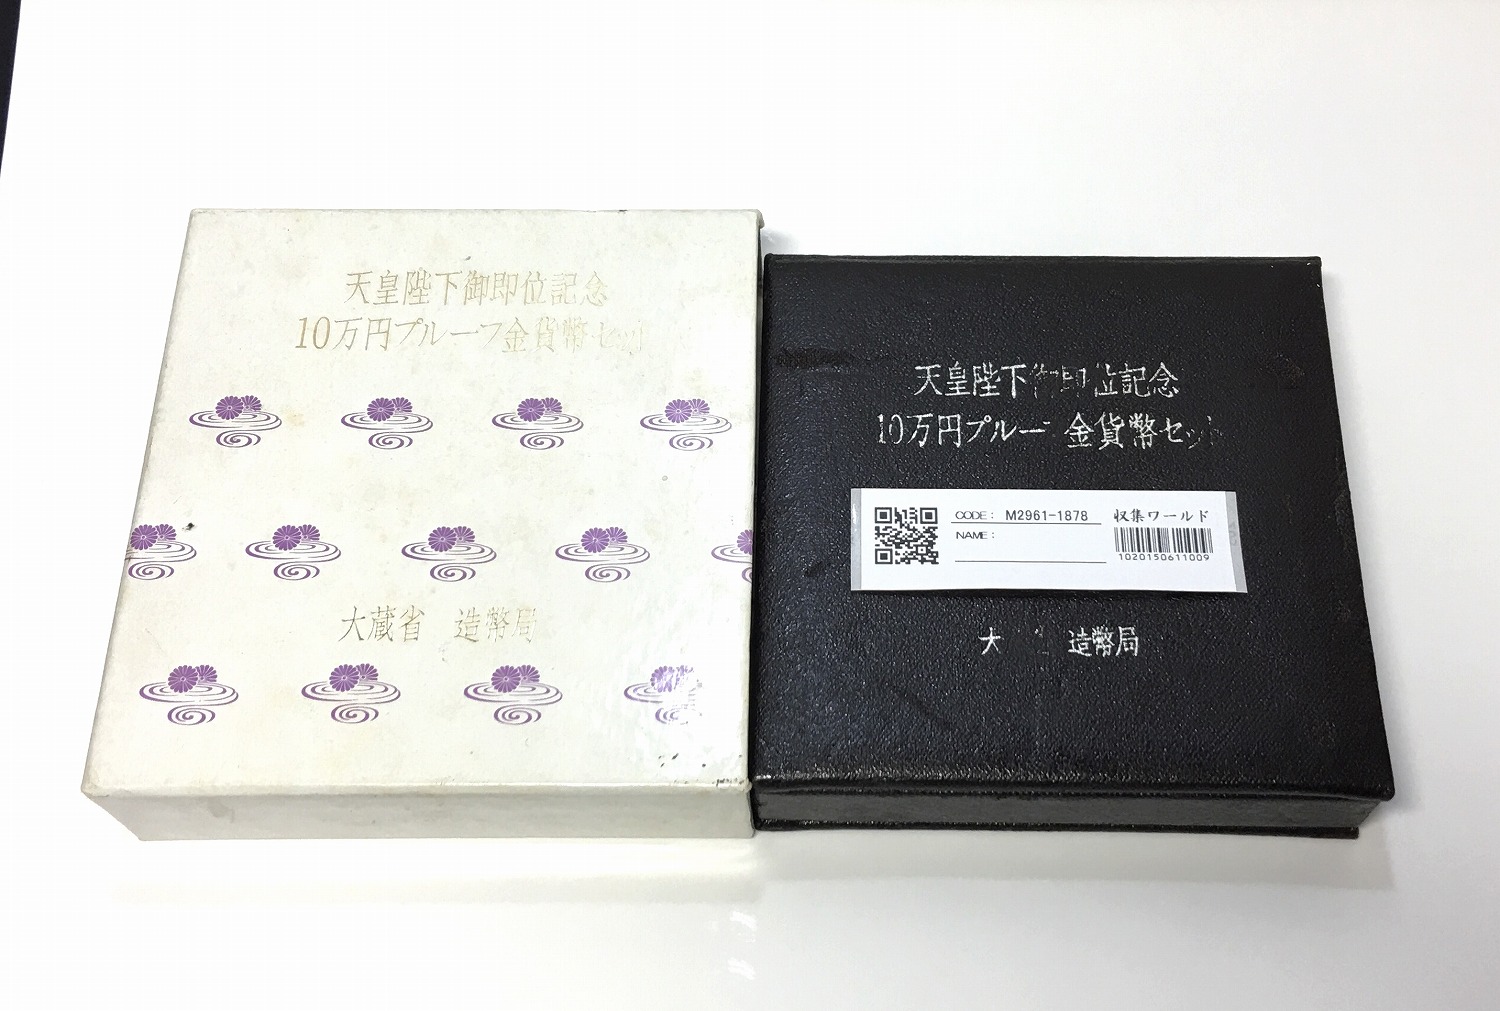 天皇陛下御即位記念
10万円プルーフ金貨幣セット
大蔵省 造幣局
天皇陛下御即位記念
10万円プルー 金貨幣セット
CODE: M2961-1878 収集ワールド
NAME:
1020150611009
大 造幣局